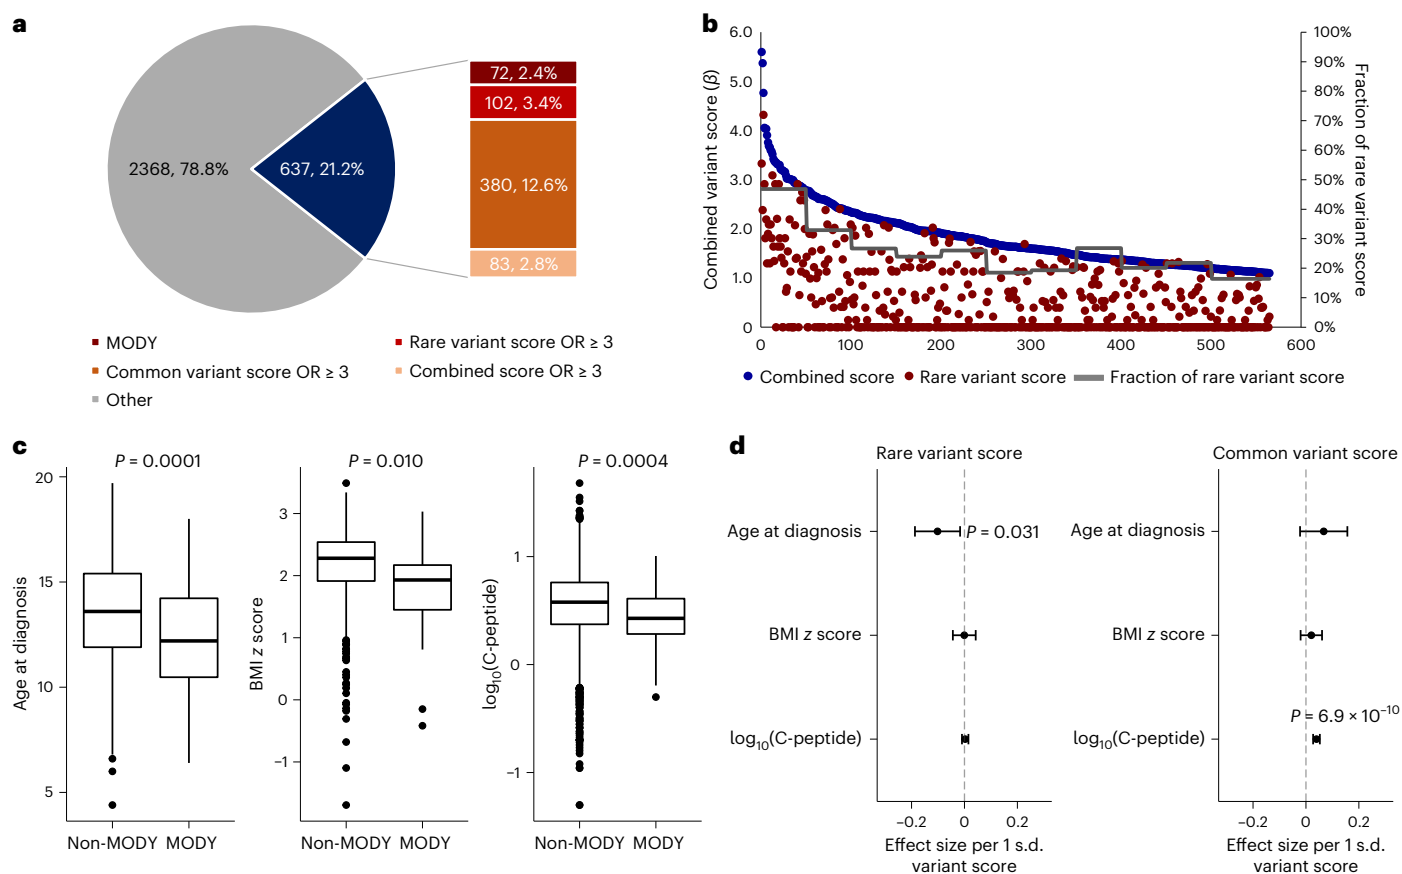 a
2368, 78.8%
637, 21.2%
72, 2.4%
102, 3.4%
380, 12.6%
83, 2.8%
MODY
Rare variant score OR ≥ 3
Common variant score OR ≥ 3
Combined score OR ≥ 3
Other
b
Combined variant score (β)
6.0
5.0
4.0
3.0
2.0
1.0
0
100%
90%
80%
70%
60%
50%
40%
30%
20%
10%
0%
Fraction of rare variant score
0 100 200 300 400 500 600
Combined score Rare variant score Fraction of rare variant score
c
P = 0.0001
Age at diagnosis
20
15
10
5
Non-MODY MODY
P = 0.010
BMI z score
3
2
1
0
−1
Non-MODY MODY
P = 0.0004
log10(C-peptide)
1
0
−1
Non-MODY MODY
d
Rare variant score
Age at diagnosis
P = 0.031
BMI z score
log10(C-peptide)
−0.2 0 0.2
Effect size per 1 s.d.
variant score
Common variant score
Age at diagnosis
BMI z score
P = 6.9 × 10−10
log10(C-peptide)
−0.2 0 0.2
Effect size per 1 s.d.
variant score